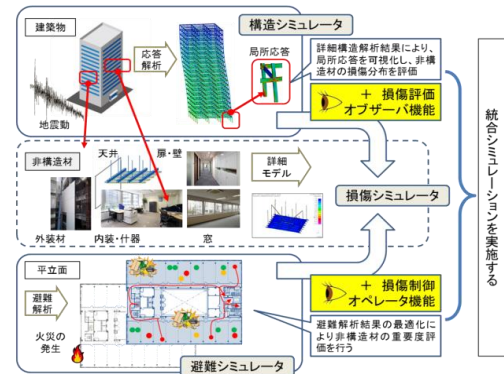 構造シミュレータ
建築物
応答
解析
局所応答
地震動
詳細構造解析結果により、
局所応答を可視化し、非構
造材の損傷分布を評価
＋ 損傷評価
オブザーバ機能
非構造材
天井
扉・壁
詳細
モデル
外装材
内装・什器
窓
損傷シミュレータ
統合シミュレーションを実施する
平立面
避難
解析
火災の
発生
避難シミュレータ
＋ 損傷制御
オペレータ機能
避難解析結果の最適化に
より非構造材の重要度評
価を行う